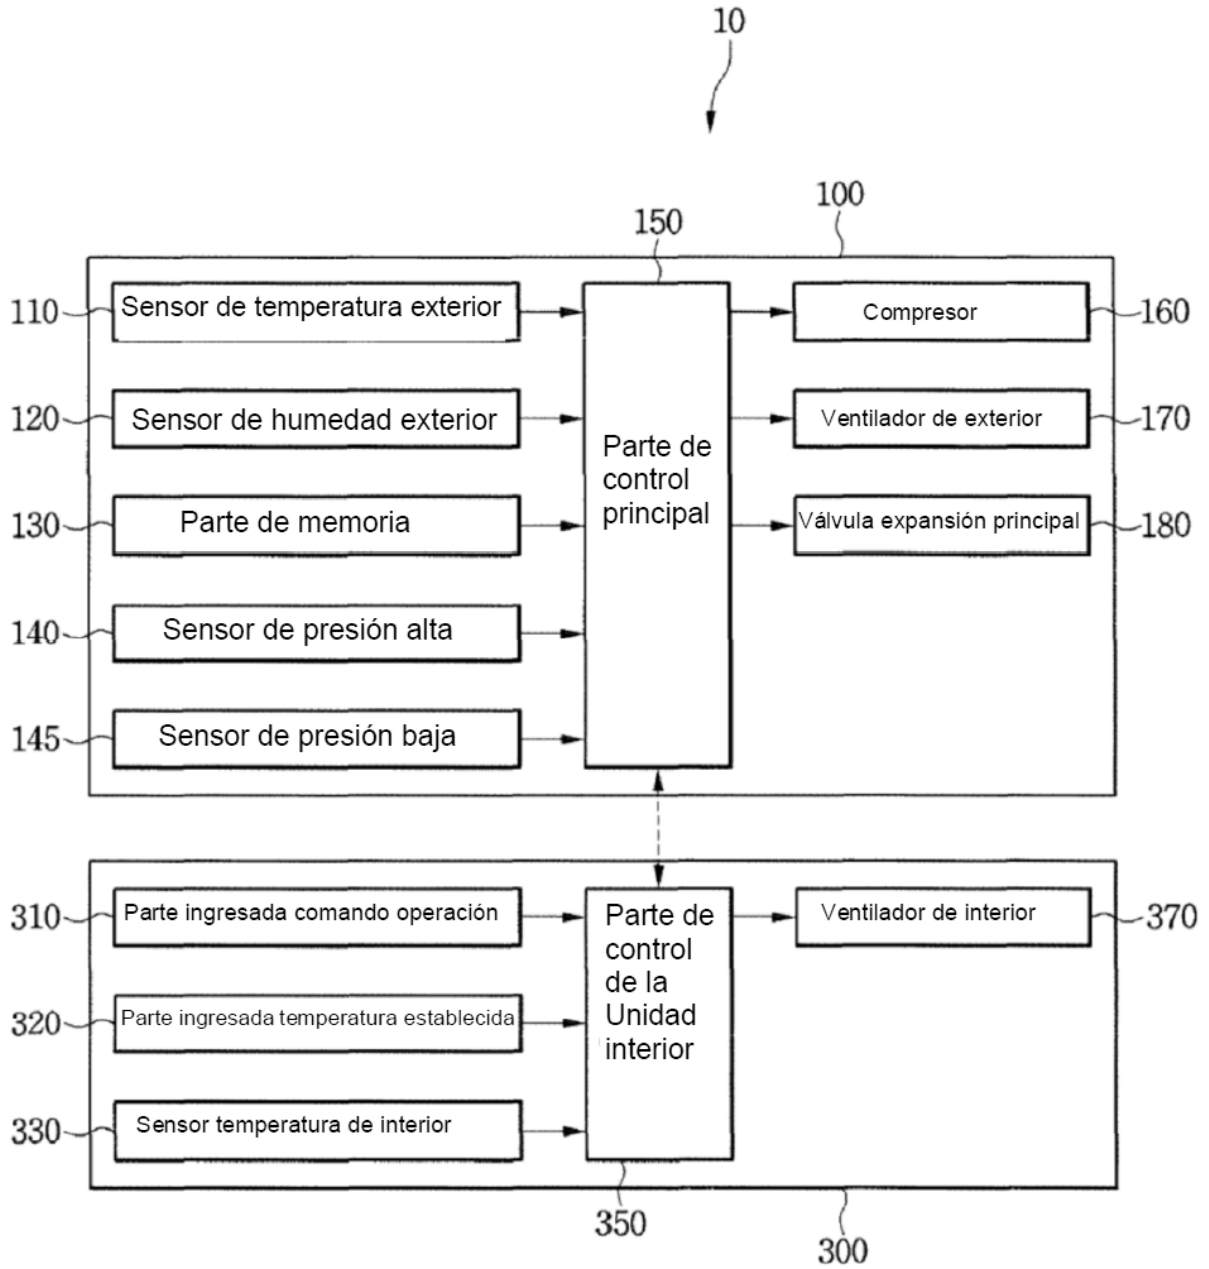 10
100
150
110
Sensor de temperatura exterior
Compresor
160
120
Sensor de humedad exterior
Ventilador de exterior
170
Parte de
control
principal
130
Parte de memoria
Válvula expansión principal
180
140
Sensor de presión alta
145
Sensor de presión baja
310
Parte ingresada comando operación
Parte de
control
de la
Unidad
interior
Ventilador de interior
370
320
Parte ingresada temperatura establecida
330
Sensor temperatura de interior
350
300